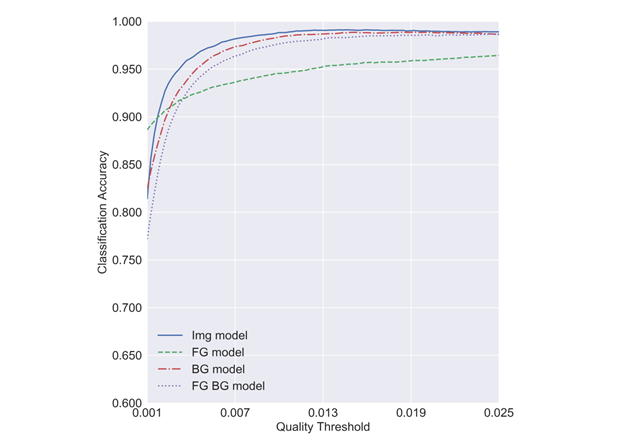 1.000
0.950
0.900
0.850
0.800
0.750
0.700
0.650
0.600
Classification Accuracy
Img model
FG model
BG model
FG BG model
0.001 0.007 0.013 0.019 0.025
Quality Threshold